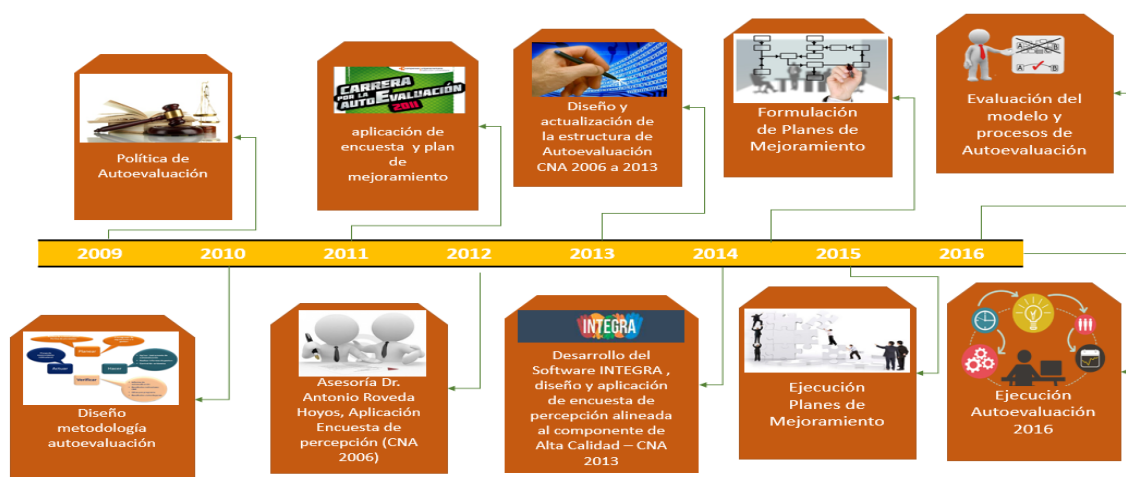 Política de
Autoevaluación
CARRERA
POR LA
AUTOEVALUACIÓN
2011
aplicación de
encuesta y plan
de
mejoramiento
Diseño y
actualización de
la estructura de
Autoevaluación
CNA 2006 a 2013
Formulación
de Planes de
Mejoramiento
A
B
A
B
Evaluación del
modelo y
procesos de
Autoevaluación
2009 2010 2011 2012 2013 2014 2015 2016
Planear
Hacer
Verificar
Actuar
Diseño
metodología
autoevaluación
Asesoría Dr.
Antonio Roveda
Hoyos, Aplicación
Encuesta de
percepción (CNA
2006)
INTEGRA
Desarrollo del
Software INTEGRA ,
diseño y aplicación
de encuesta de
percepción alineada
al componente de
Alta Calidad – CNA
2013
Ejecución
Planes de
Mejoramiento
Ejecución
Autoevaluación
2016